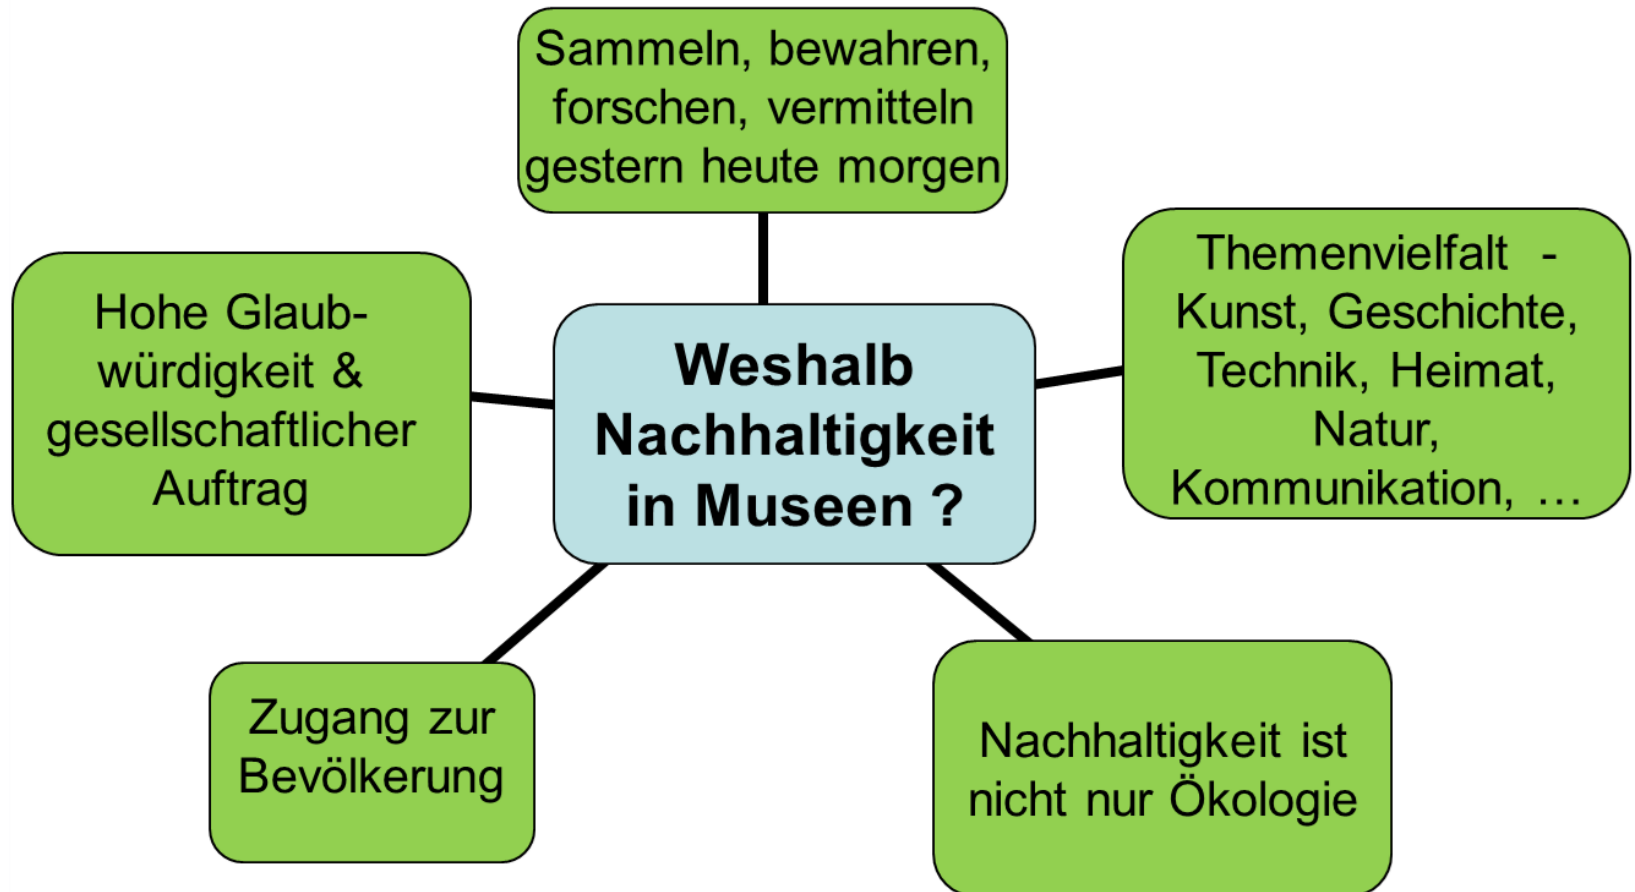 Sammeln, bewahren,
forschen, vermitteln
gestern heute morgen
Hohe Glaub-
würdigkeit &
gesellschaftlicher
Auftrag
Weshalb
Nachhaltigkeit
in Museen ?
Themenvielfalt -
Kunst, Geschichte,
Technik, Heimat,
Natur,
Kommunikation, …
Zugang zur
Bevölkerung
Nachhaltigkeit ist
nicht nur Ökologie